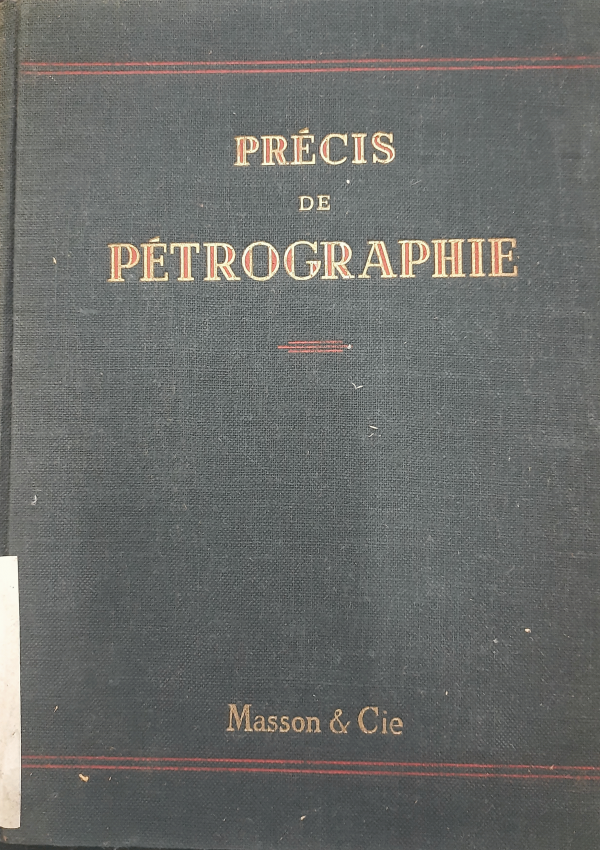 PRÉCIS
DE
PÉTROGRAPHIE
Masson & Cie